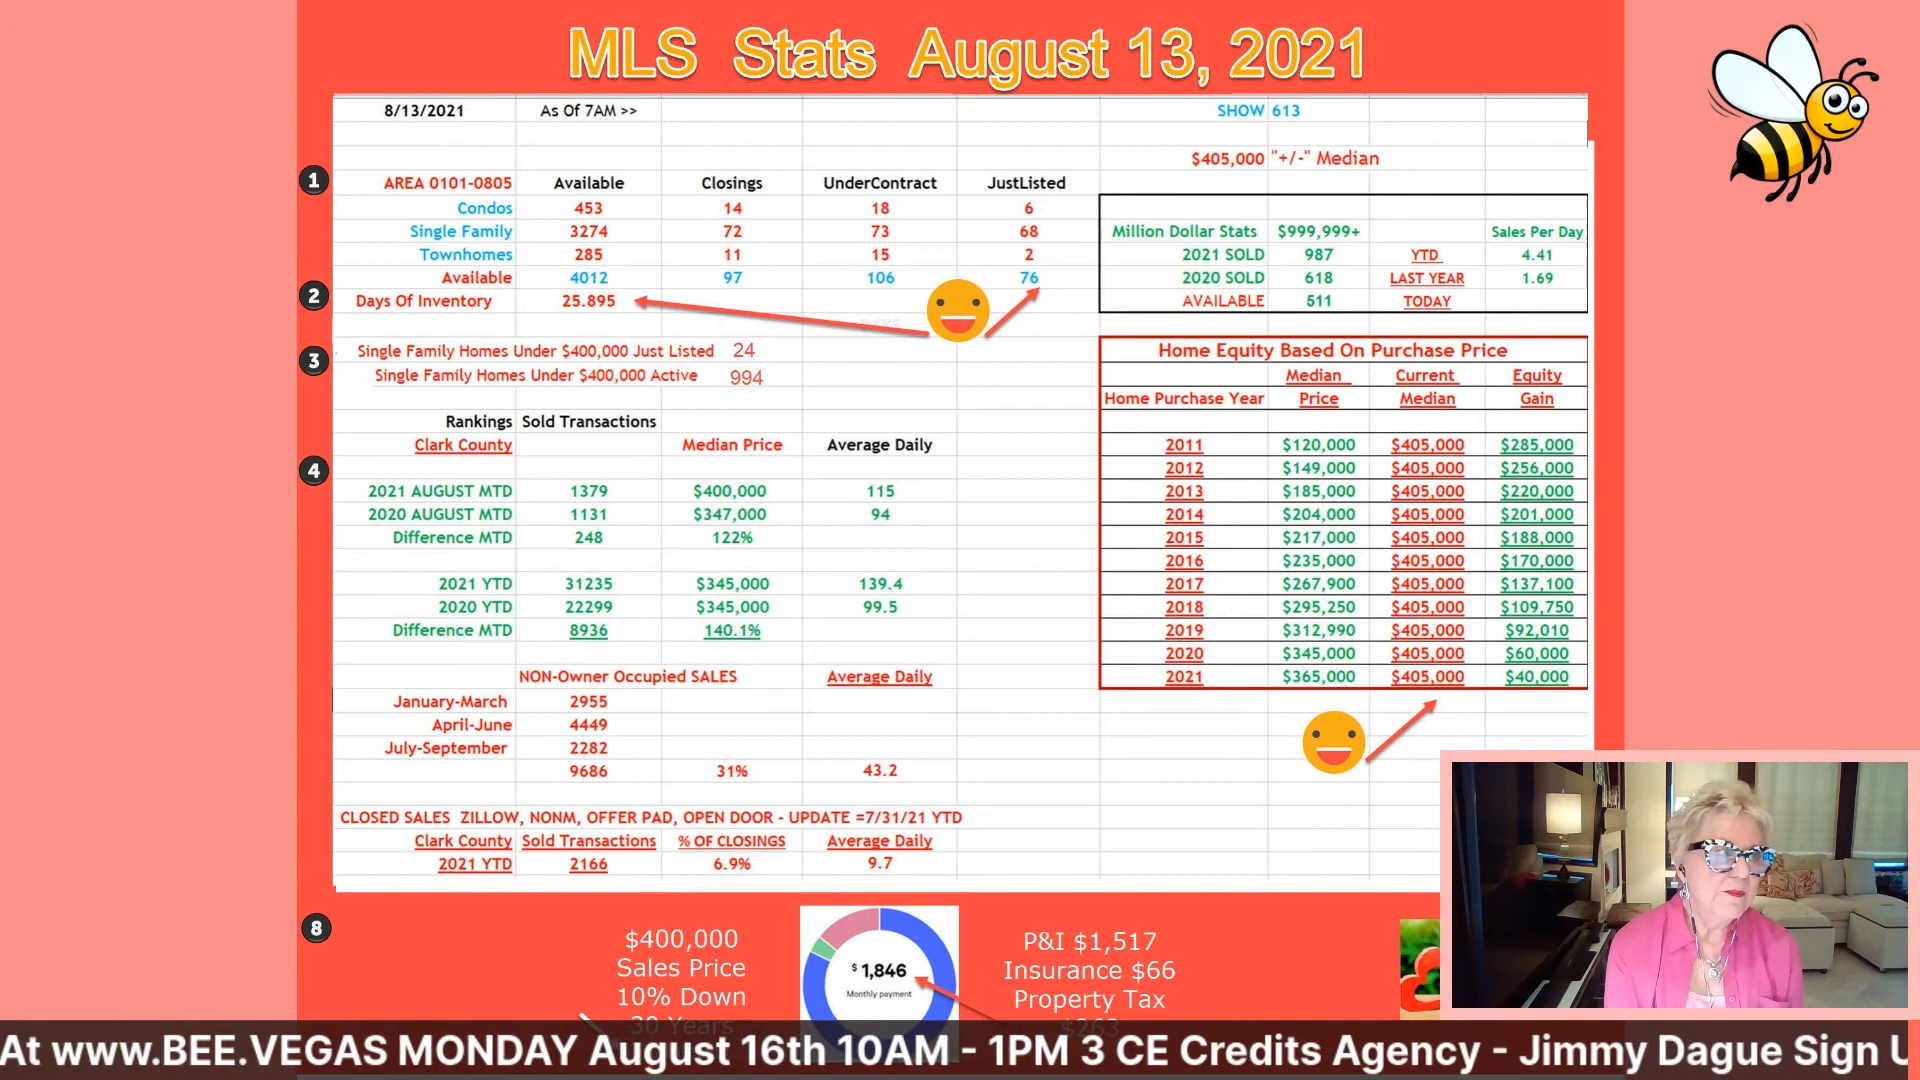 MLS Stats August 13, 2021
8/13/2021 As Of 7AM >> SHOW 613
$405,000 "+/-" Median
1 AREA 0101-0805 Available Closings UnderContract JustListed
Condos 453 14 18 6
Single Family 3274 72 73 68 Million Dollar Stats $999,999+ Sales Per Day
Townhomes 285 11 15 2 2021 SOLD 987 YTD 4.41
Available 4012 97 106 76 2020 SOLD 618 LAST YEAR 1.69
2 Days Of Inventory 25.895 AVAILABLE 511 TODAY
3 Single Family Homes Under $400,000 Just Listed 24 Home Equity Based On Purchase Price
Single Family Homes Under $400,000 Active 994 Median Current Equity
Home Purchase Year Price Median Gain
Rankings Sold Transactions
Clark County Median Price Average Daily 2011 $120,000 $405,000 $285,000
4 2012 $149,000 $405,000 $256,000
2021 AUGUST MTD 1379 $400,000 115 2013 $185,000 $405,000 $220,000
2020 AUGUST MTD 1131 $347,000 94 2014 $204,000 $405,000 $201,000
Difference MTD 248 122% 2015 $217,000 $405,000 $188,000
2016 $235,000 $405,000 $170,000
2021 YTD 31235 $345,000 139.4 2017 $267,900 $405,000 $137,100
2020 YTD 22299 $345,000 99.5 2018 $295,250 $405,000 $109,750
Difference MTD 8936 140.1% 2019 $312,990 $405,000 $92,010
2020 $345,000 $405,000 $60,000
NON-Owner Occupied SALES Average Daily 2021 $365,000 $405,000 $40,000
January-March 2955
April-June 4449
July-September 2282
9686 31% 43.2
CLOSED SALES ZILLOW, NONM, OFFER PAD, OPEN DOOR - UPDATE =7/31/21 YTD
Clark County Sold Transactions % OF CLOSINGS Average Daily
2021 YTD 2166 6.9% 9.7
8
$400,000
Sales Price
10% Down
30 Years
$1,846
Monthly payment
P&I $1,517
Insurance $66
Property Tax
$263
At www.BEE.VEGAS MONDAY August 16th 10AM - 1PM 3 CE Credits Agency - Jimmy Dague Sign